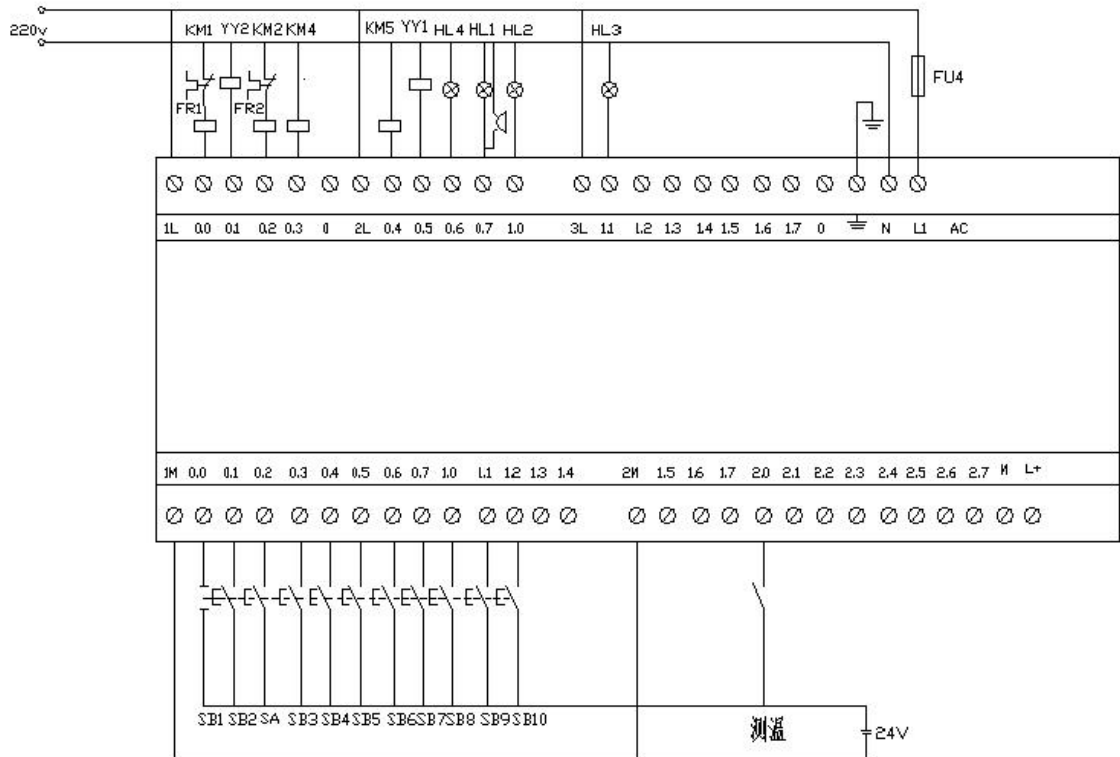 220v
KM1 YY2 KM2 KM4 KM5 YY1 HL4 HL1 HL2 HL3
FU4
FR1 FR2
1L 0.0 0.1 0.2 0.3 0 2L 0.4 0.5 0.6 0.7 1.0 3L 1.1 1.2 1.3 1.4 1.5 1.6 1.7 0 N L1 AC
1M 0.0 0.1 0.2 0.3 0.4 0.5 0.6 0.7 1.0 1.1 1.2 1.3 1.4 2M 1.5 1.6 1.7 2.0 2.1 2.2 2.3 2.4 2.5 2.6 2.7 M L+
SB1 SB2 SA SB3 SB4 SB5 SB6 SB7 SB8 SB9 SB10
测温
24V